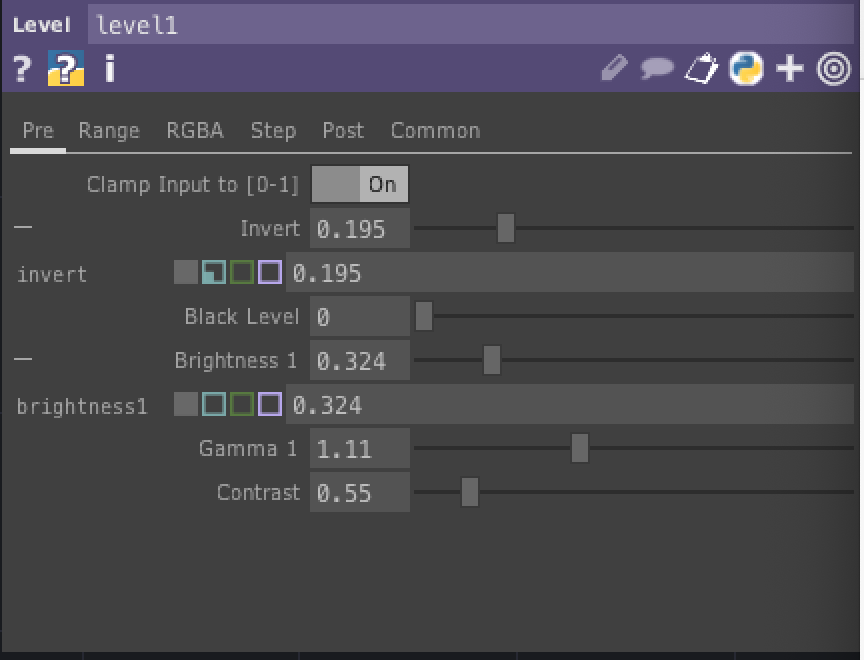 Level level1
? ? i
Pre Range RGBA Step Post Common
Clamp Input to [0-1] On
Invert 0.195
invert 0.195
Black Level 0
Brightness 1 0.324
brightness1 0.324
Gamma 1 1.11
Contrast 0.55